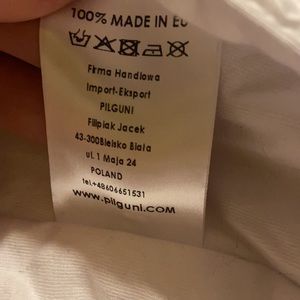 100% MADE IN EU
Firma Handlowa
Import-Eksport
PILGUNI
Filipiak Jacek
43-300Bielsko Biała
ul. 1 Maja 24
POLAND
tel.+48606651531
www.pilguni.COM